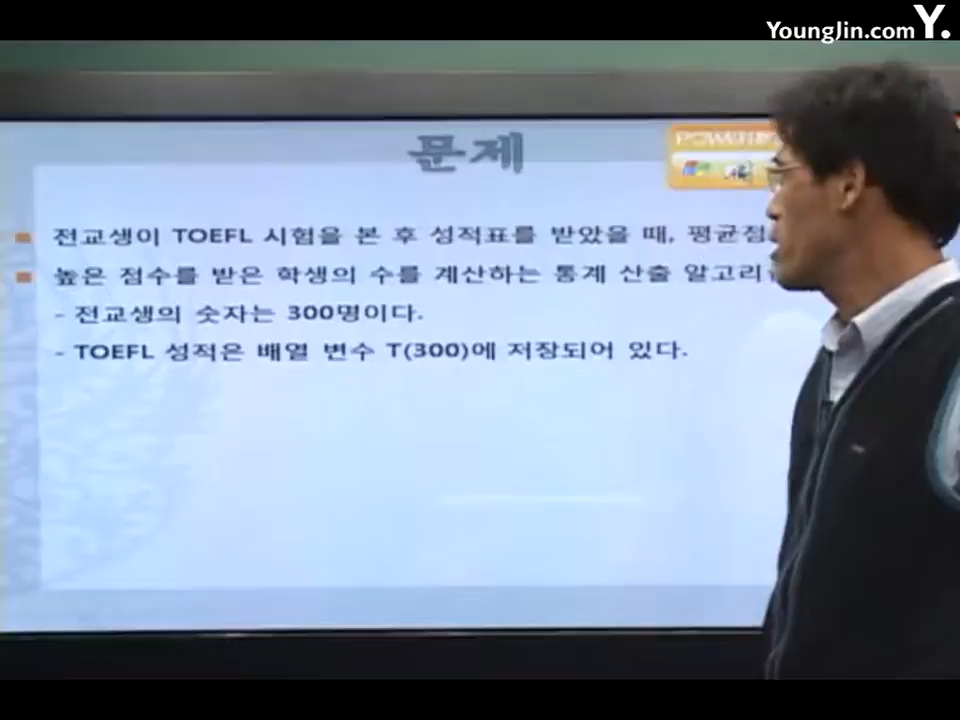 YoungJin.com Y.
문제
전교생이 TOEFL 시험을 본 후 성적표를 받았을 때, 평균점
높은 점수를 받은 학생의 수를 계산하는 통계 산출 알고리
- 전교생의 숫자는 300명이다.
- TOEFL 성적은 배열 변수 T(300)에 저장되어 있다.